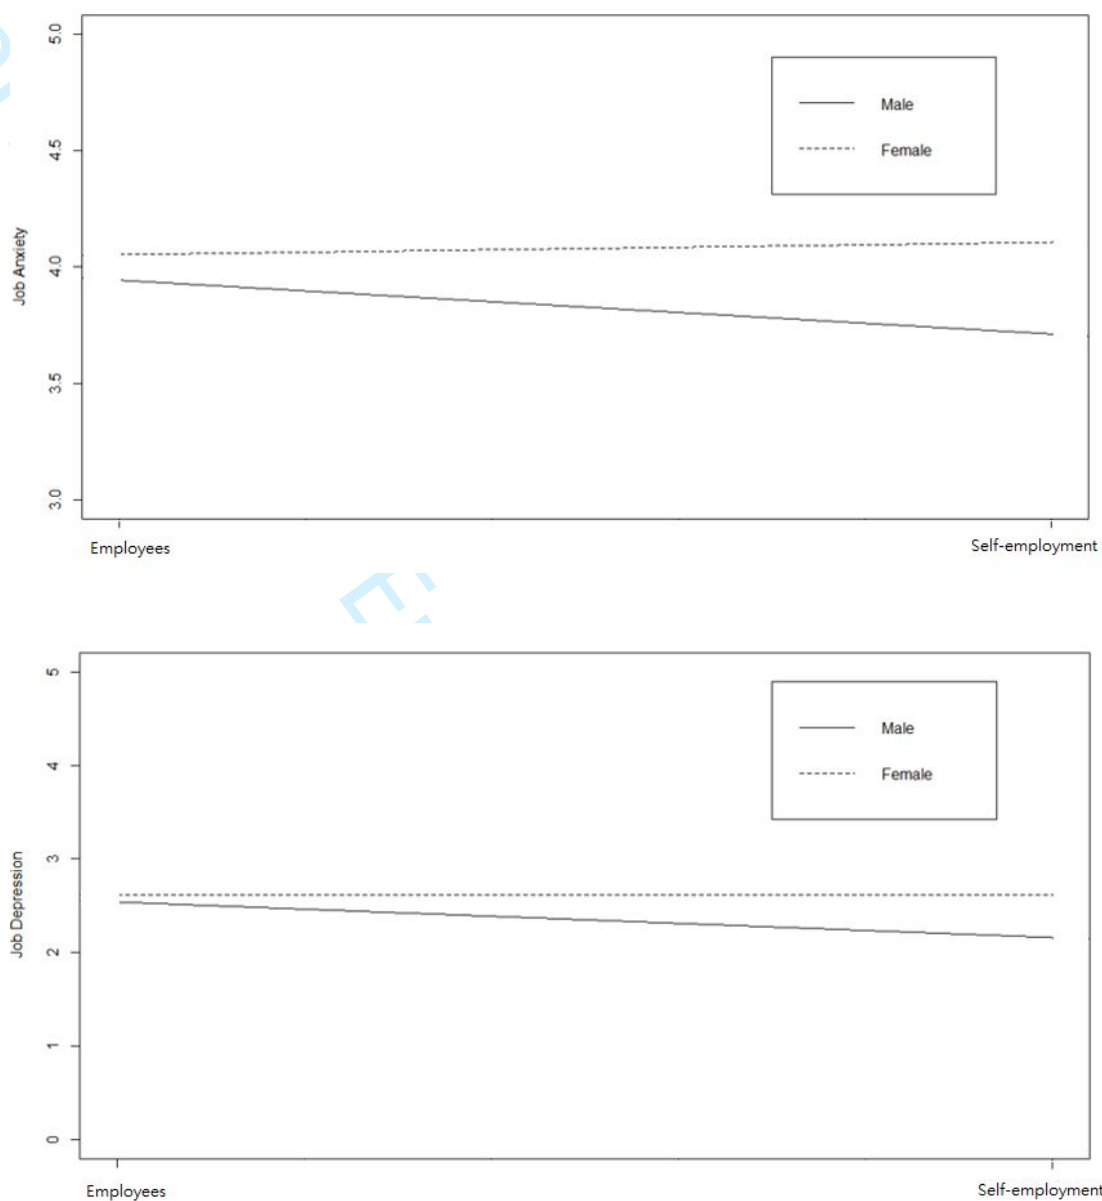 5.0
Male
4.5
Female
Job Anxiety
4.0
3.5
3.0
Employees
Self-employment
5
Male
4
Female
3
Job Depression
2
1
0
Employees
Self-employment